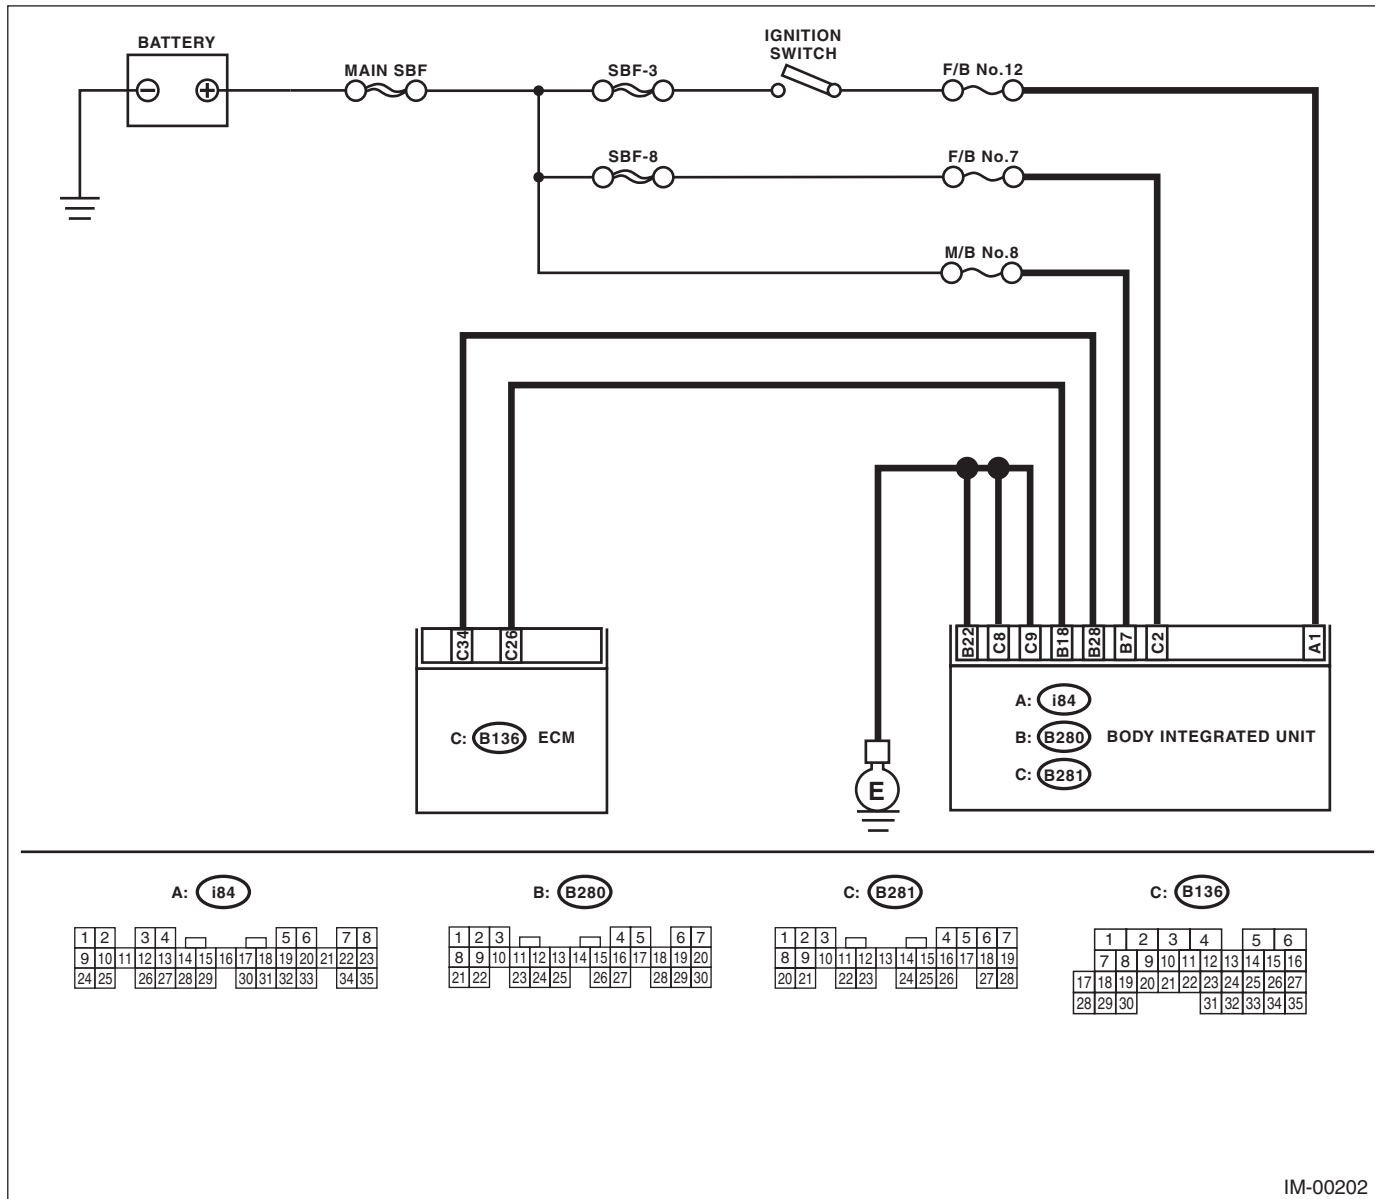 BATTERY
−
+
MAIN SBF
SBF-3
IGNITION
SWITCH
F/B No.12
SBF-8
F/B No.7
M/B No.8
C34
C26
B22
C8
C9
B18
B28
B7
C2
A1
C: B136 ECM
E
A: i84
B: B280 BODY INTEGRATED UNIT
C: B281
A: i84
1 2 3 4 5 6 7 8
9 10 11 12 13 14 15 16 17 18 19 20 21 22 23
24 25 26 27 28 29 30 31 32 33 34 35
B: B280
1 2 3 4 5 6 7
8 9 10 11 12 13 14 15 16 17 18 19 20
21 22 23 24 25 26 27 28 29 30
C: B281
1 2 3 4 5 6 7
8 9 10 11 12 13 14 15 16 17 18 19
20 21 22 23 24 25 26 27 28
C: B136
1 2 3 4 5 6
7 8 9 10 11 12 13 14 15 16
17 18 19 20 21 22 23 24 25 26 27
28 29 30 31 32 33 34 35
IM-00202